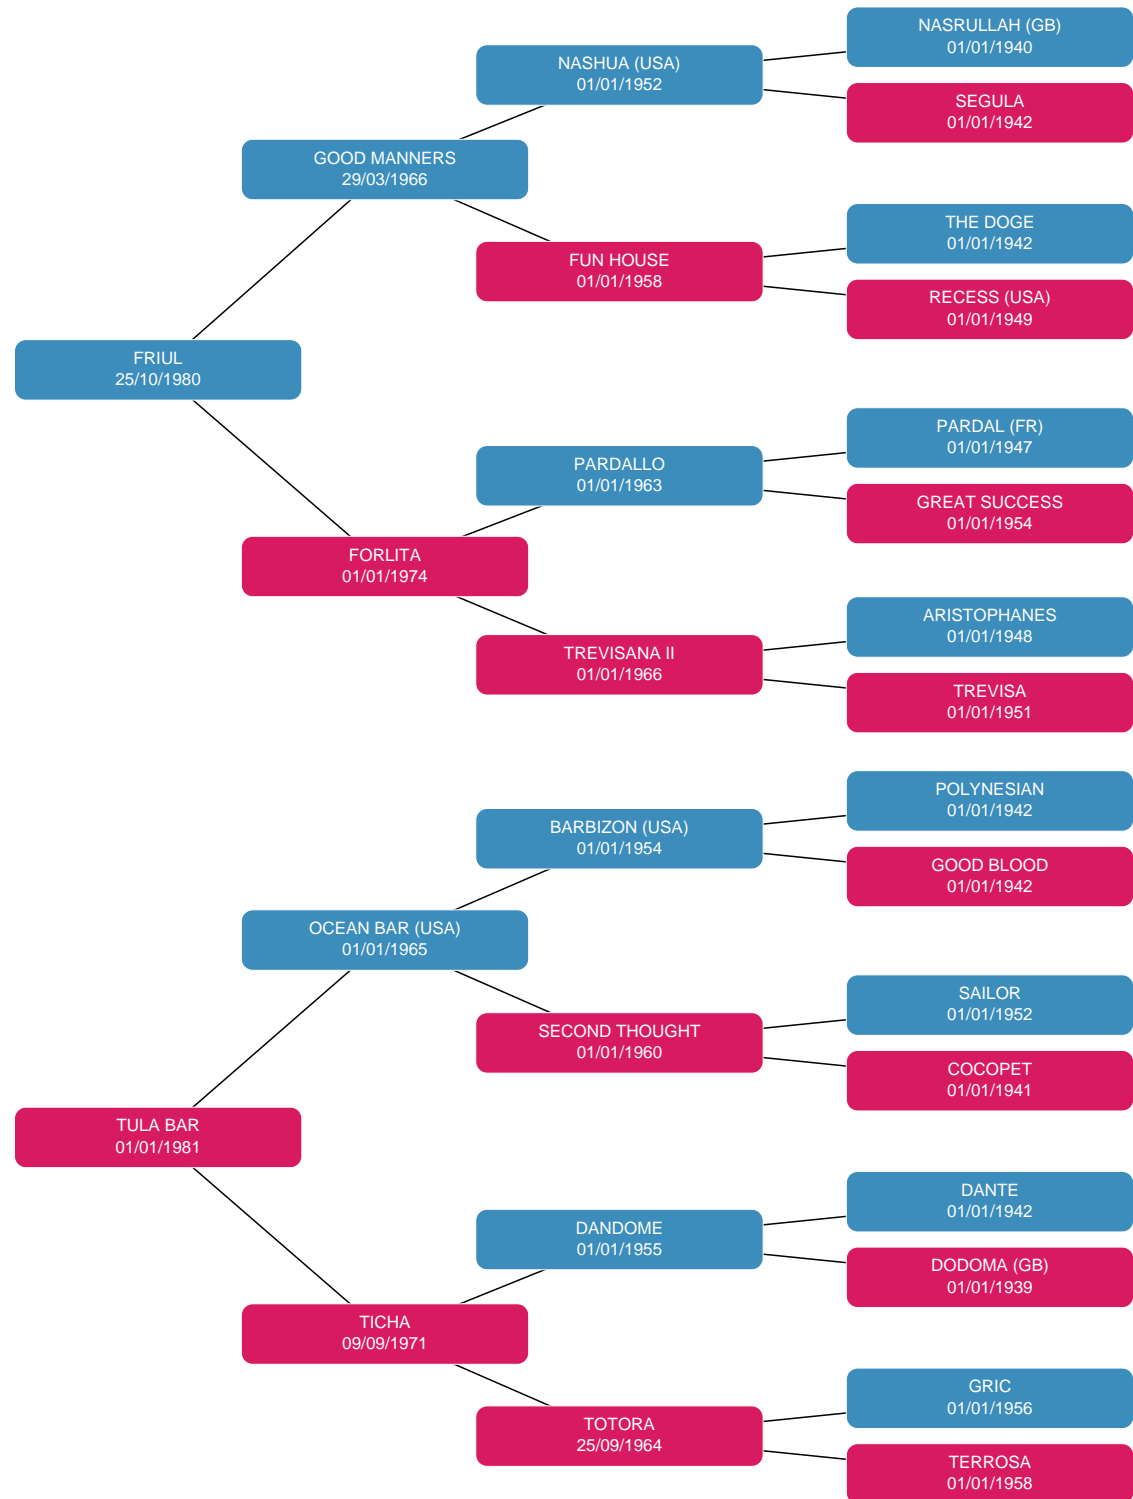 NASRULLAH (GB)
01/01/1940
NASHUA (USA)
01/01/1952
SEGULA
01/01/1942
GOOD MANNERS
29/03/1966
THE DOGE
01/01/1942
FUN HOUSE
01/01/1958
RECESS (USA)
01/01/1949
FRIUL
25/10/1980
PARDAL (FR)
01/01/1947
PARDALLO
01/01/1963
GREAT SUCCESS
01/01/1954
FORLITA
01/01/1974
ARISTOPHANES
01/01/1948
TREVISANA II
01/01/1966
TREVISA
01/01/1951
POLYNESIAN
01/01/1942
BARBIZON (USA)
01/01/1954
GOOD BLOOD
01/01/1942
OCEAN BAR (USA)
01/01/1965
SAILOR
01/01/1952
SECOND THOUGHT
01/01/1960
COCOPET
01/01/1941
TULA BAR
01/01/1981
DANTE
01/01/1942
DANDOME
01/01/1955
DODOMA (GB)
01/01/1939
TICHA
09/09/1971
GRIC
01/01/1956
TOTORA
25/09/1964
TERROSA
01/01/1958